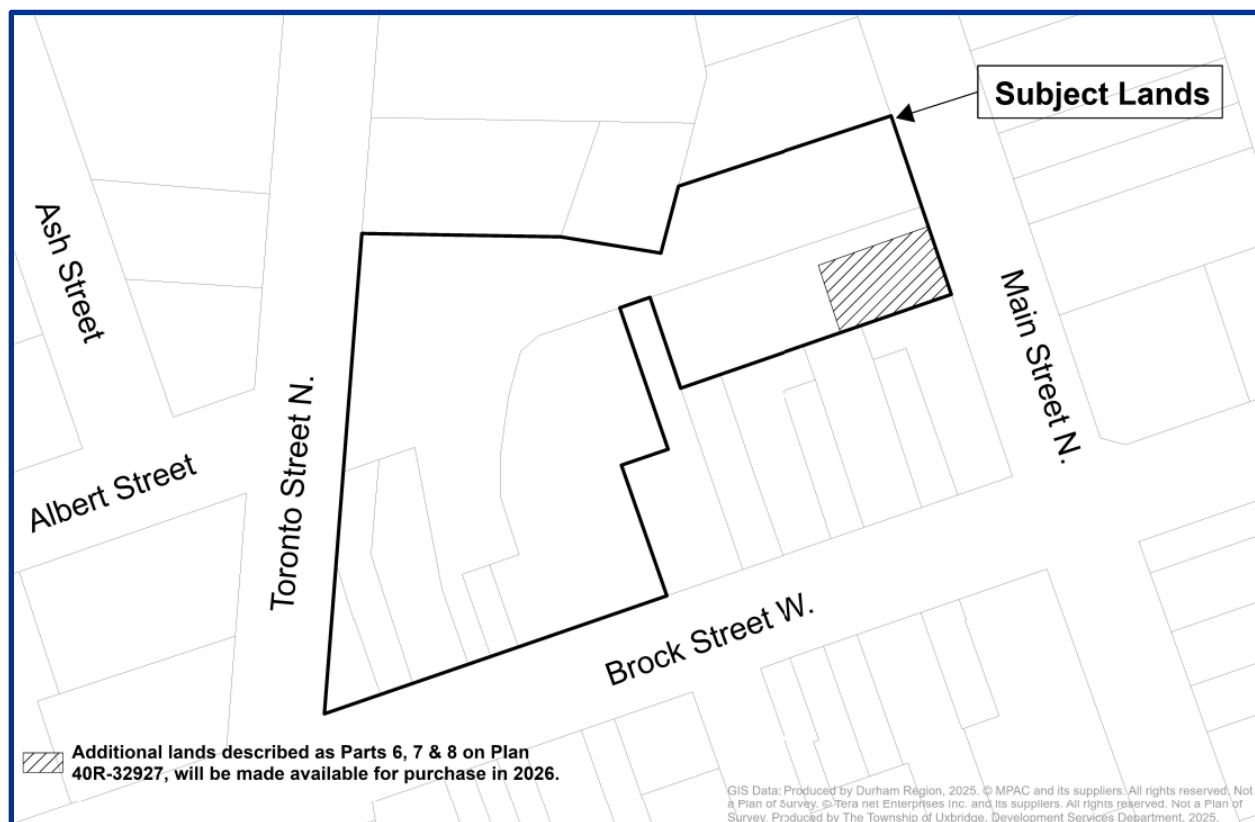 Subject Lands
Ash Street
Main Street N.
Toronto Street N.
Albert Street
Brock Street W.
Additional lands described as Parts 6, 7 & 8 on Plan
40R-32927, will be made available for purchase in 2026.
GIS Data: Produced by Durham Region, 2025. © MPAC and its suppliers. All rights reserved. Not
a Plan of Survey. © Tera net Enterprises Inc. and its suppliers. All rights reserved. Not a Plan of
Survey. Produced by The Township of Uxbridge, Development Services Department, 2025.